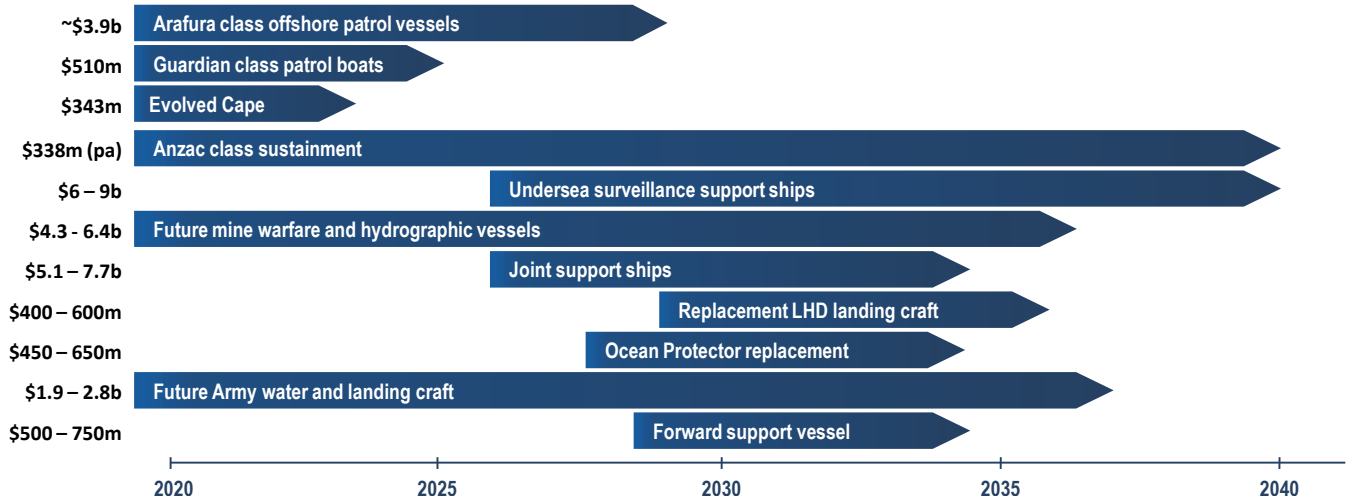 ~$3.9b Arafura class offshore patrol vessels
$510m Guardian class patrol boats
$343m Evolved Cape
$338m (pa) Anzac class sustainment
$6 – 9b Undersea surveillance support ships
$4.3 - 6.4b Future mine warfare and hydrographic vessels
$5.1 – 7.7b Joint support ships
$400 – 600m Replacement LHD landing craft
$450 – 650m Ocean Protector replacement
$1.9 – 2.8b Future Army water and landing craft
$500 – 750m Forward support vessel
2020 2025 2030 2035 2040